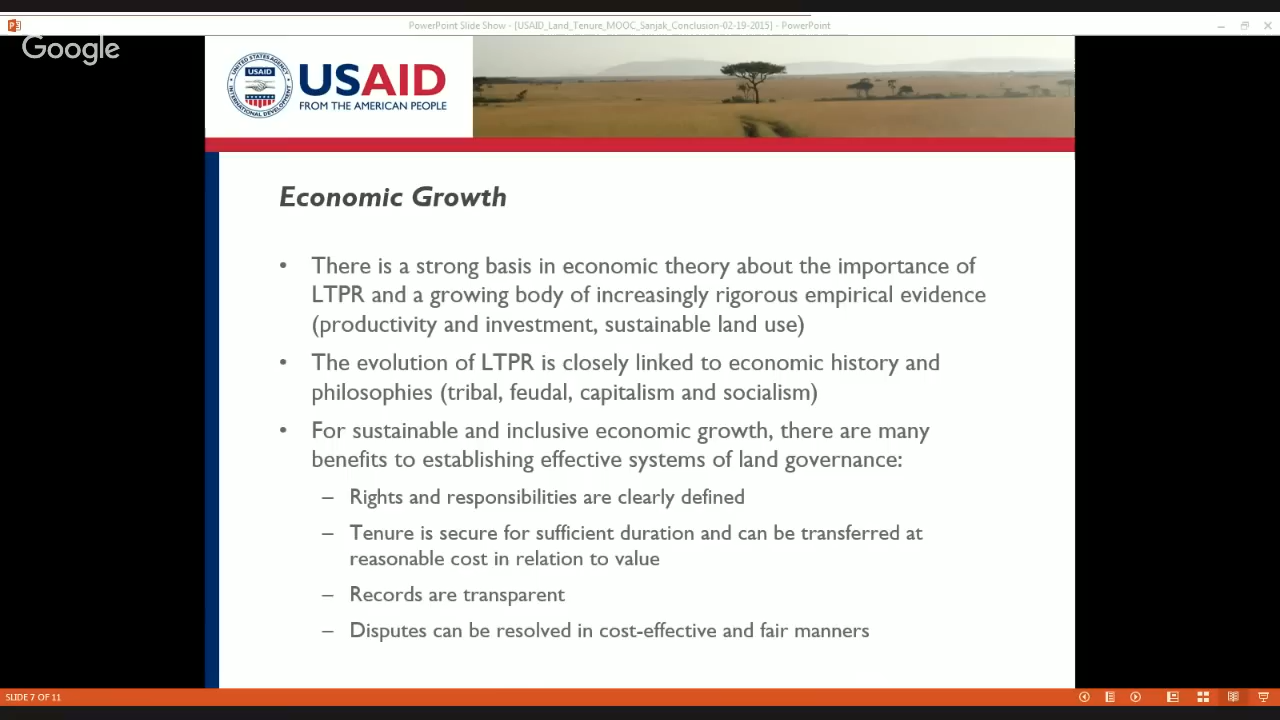 PowerPoint Slide Show - [USAID_Land_Tenure_MOOC_Sanjak_Conclusion-02-19-2015] - PowerPoint
Google
UNITED STATES AGENCY
USAID
INTERNATIONAL DEVELOPMENT
USAID
FROM THE AMERICAN PEOPLE
Economic Growth
• There is a strong basis in economic theory about the importance of
LTPR and a growing body of increasingly rigorous empirical evidence
(productivity and investment, sustainable land use)
• The evolution of LTPR is closely linked to economic history and
philosophies (tribal, feudal, capitalism and socialism)
• For sustainable and inclusive economic growth, there are many
benefits to establishing effective systems of land governance:
– Rights and responsibilities are clearly defined
– Tenure is secure for sufficient duration and can be transferred at
reasonable cost in relation to value
– Records are transparent
– Disputes can be resolved in cost-effective and fair manners
SLIDE 7 OF 11